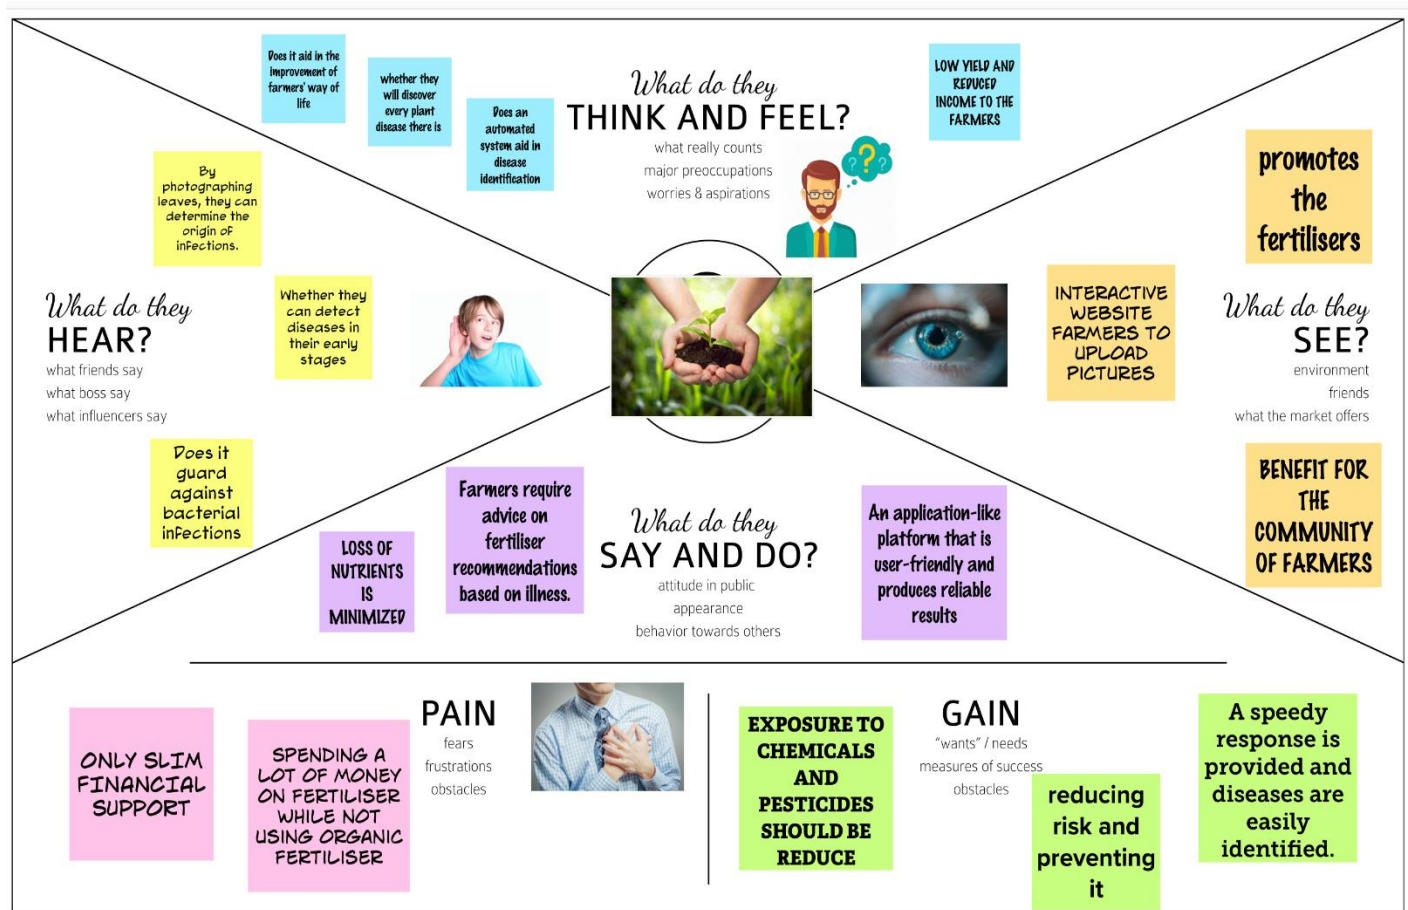 Does it aid in the
improvement of
farmers' way of
life
whether they
will discover
every plant
disease there is
Does an
automated
system aid in
disease
identification
What do they
THINK AND FEEL?
what really counts
major preoccupations
worries & aspirations
LOW YIELD AND
REDUCED
INCOME TO THE
FARMERS
By
photographing
leaves, they can
determine the
origin of
infections.
Whether they
can detect
diseases in
their early
stages
What do they
HEAR?
what friends say
what boss say
what influencers say
Does it
guard
against
bacterial
infections
promotes
the
fertilisers
INTERACTIVE
WEBSITE
FARMERS TO
UPLOAD
PICTURES
What do they
SEE?
environment
friends
what the market offers
BENEFIT FOR
THE
COMMUNITY
OF FARMERS
LOSS OF
NUTRIENTS
IS
MINIMIZED
Farmers require
advice on
fertiliser
recommendations
based on illness.
What do they
SAY AND DO?
attitude in public
appearance
behavior towards others
An application-like
platform that is
user-friendly and
produces reliable
results
ONLY SLIM
FINANCIAL
SUPPORT
SPENDING A
LOT OF MONEY
ON FERTILISER
WHILE NOT
USING ORGANIC
FERTILISER
PAIN
fears
frustrations
obstacles
EXPOSURE TO
CHEMICALS
AND
PESTICIDES
SHOULD BE
REDUCE
GAIN
"wants" / needs
measures of success
obstacles
reducing
risk and
preventing
it
A speedy
response is
provided and
diseases are
easily
identified.